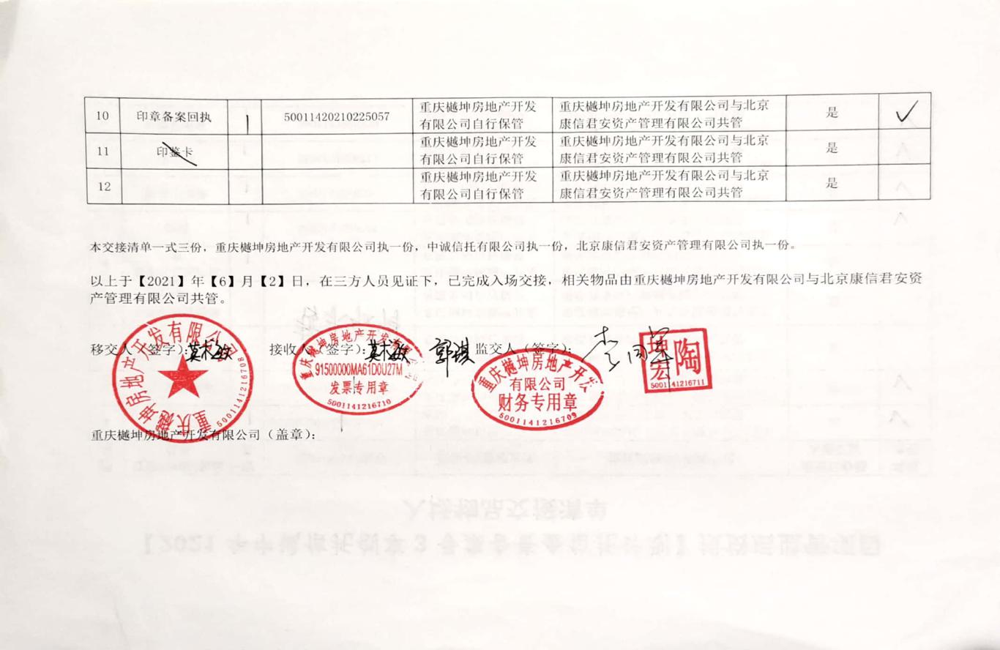 10 印章备案回执 1 50011420210225057 重庆樾坤房地产开发 重庆樾坤房地产开发有限公司与北京 是 ✓
有限公司自行保管 康信君安资产管理有限公司共管
11 印鉴卡 重庆樾坤房地产开发 重庆樾坤房地产开发有限公司与北京 是
有限公司自行保管 康信君安资产管理有限公司共管
12 重庆樾坤房地产开发 重庆樾坤房地产开发有限公司与北京 是
有限公司自行保管 康信君安资产管理有限公司共管
本交接清单一式三份，重庆樾坤房地产开发有限公司执一份，中诚信托有限公司执一份，北京康信君安资产管理有限公司执一份。
以上于【2021】年【6】月【2】日，在三方人员见证下，已完成入场交接，相关物品由重庆樾坤房地产开发有限公司与北京康信君安资
产管理有限公司共管。
移交人（签字）： 接收人（签字）： 郭琪 监交人（签字）：
重庆樾坤房地产开发有限公司
5001141216708
重庆樾坤房地产开发有限公司
91500000MA61D0U27M
发票专用章
5001141216710
重庆樾坤房地产开发
有限公司
财务专用章
5001141216709
陶坤宏
5001141216711
重庆樾坤房地产开发有限公司（盖章）：